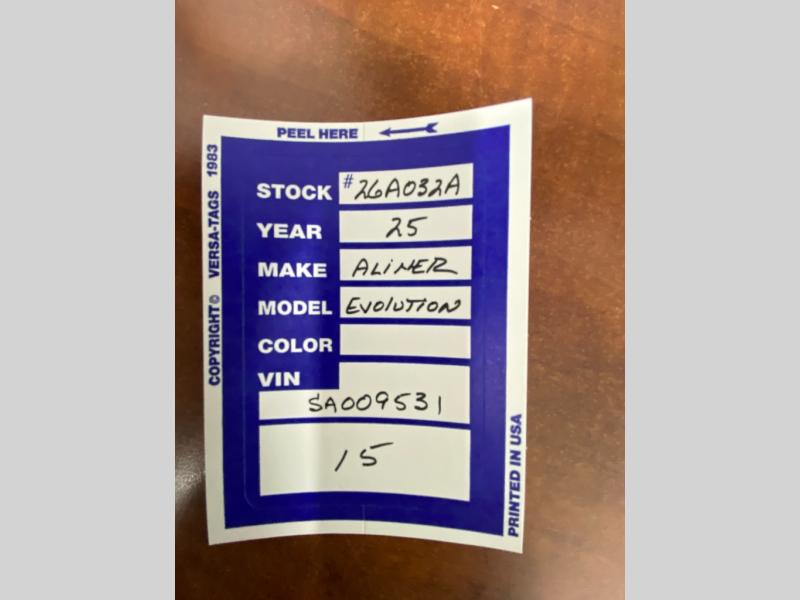 PEEL HERE
COPYRIGHT© VERSA-TAGS 1983
STOCK #26A032A
YEAR 25
MAKE ALINER
MODEL EVOLUTION
COLOR
VIN
SA009531
15
PRINTED IN USA